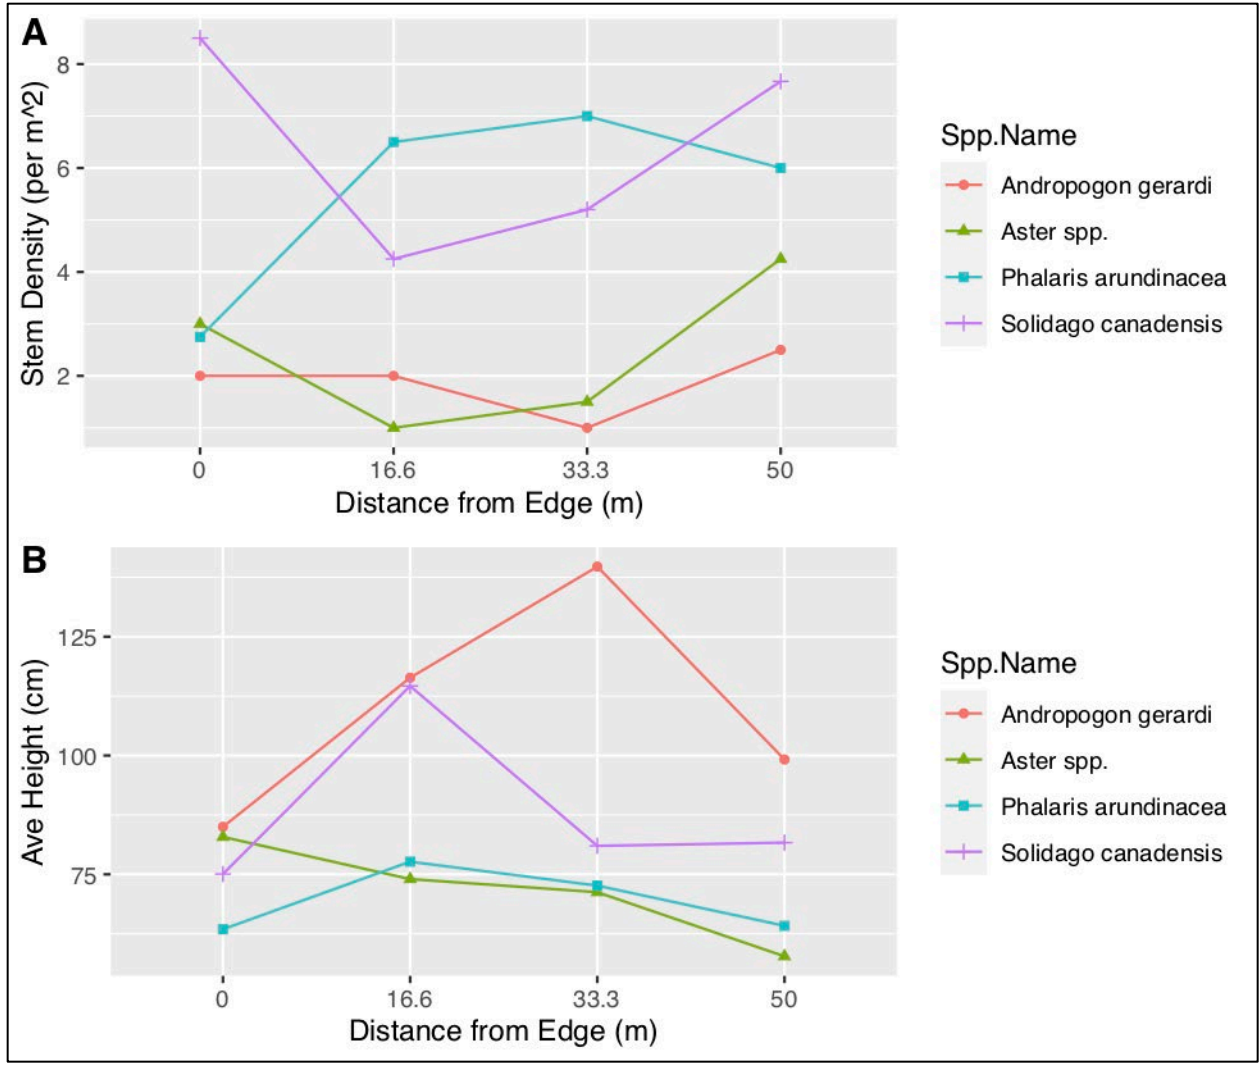 A
Stem Density (per m^2)
8
6
4
2
0 16.6 33.3 50
Distance from Edge (m)
Spp.Name
Andropogon gerardi
Aster spp.
Phalaris arundinacea
Solidago canadensis
B
Ave Height (cm)
125
100
75
0 16.6 33.3 50
Distance from Edge (m)
Spp.Name
Andropogon gerardi
Aster spp.
Phalaris arundinacea
Solidago canadensis